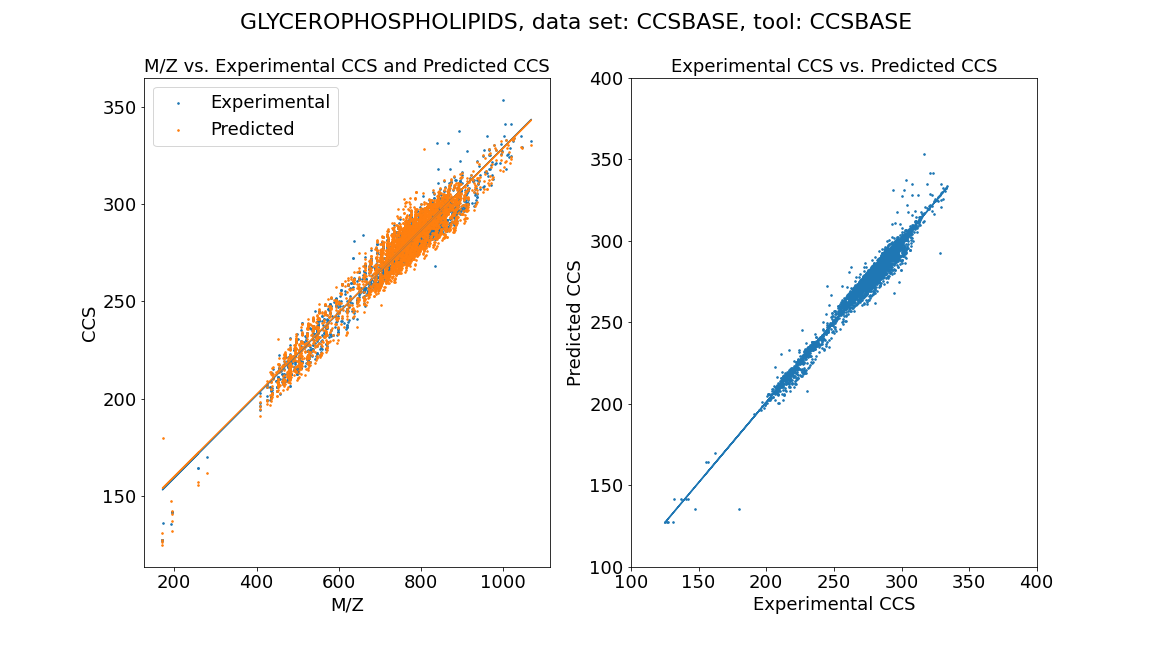 GLYCEROPHOSPHOLIPIDS, data set: CCSBASE, tool: CCSBASE
M/Z vs. Experimental CCS and Predicted CCS
Experimental
Predicted
350
300
250
200
150
CCS
200 400 600 800 1000
M/Z
Experimental CCS vs. Predicted CCS
400
350
300
250
200
150
100
Predicted CCS
100 150 200 250 300 350 400
Experimental CCS